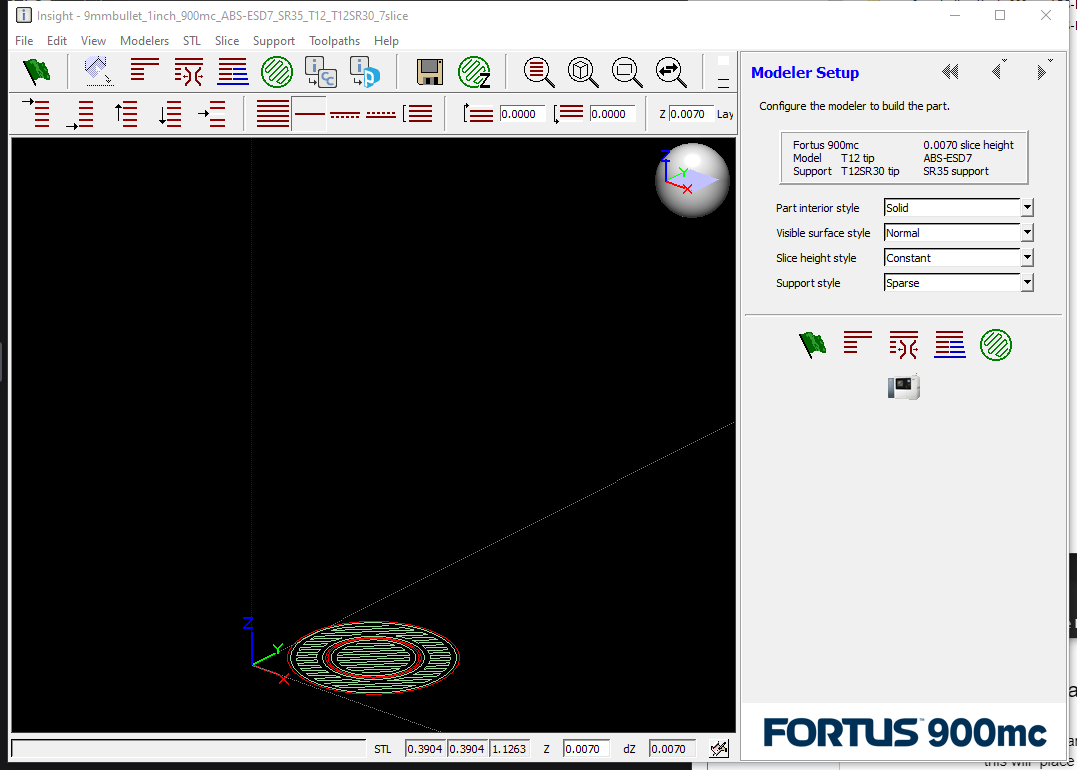 Insight - 9mmbullet_1inch_900mc_ABS-ESD7_SR35_T12_T12SR30_7slice
File Edit View Modelers STL Slice Support Toolpaths Help
i
CC
i
p
Z
0.0000
0.0000
Z 0.0070 Lay
Z
Y
X
Z
Y
X
STL 0.3904 0.3904 1.1263 Z 0.0070 dZ 0.0070
Modeler Setup
Configure the modeler to build the part.
Fortus 900mc 0.0070 slice height
Model T12 tip ABS-ESD7
Support T12SR30 tip SR35 support
Part interior style Solid
Visible surface style Normal
Slice height style Constant
Support style Sparse
FORTUS™ 900mc
this will place